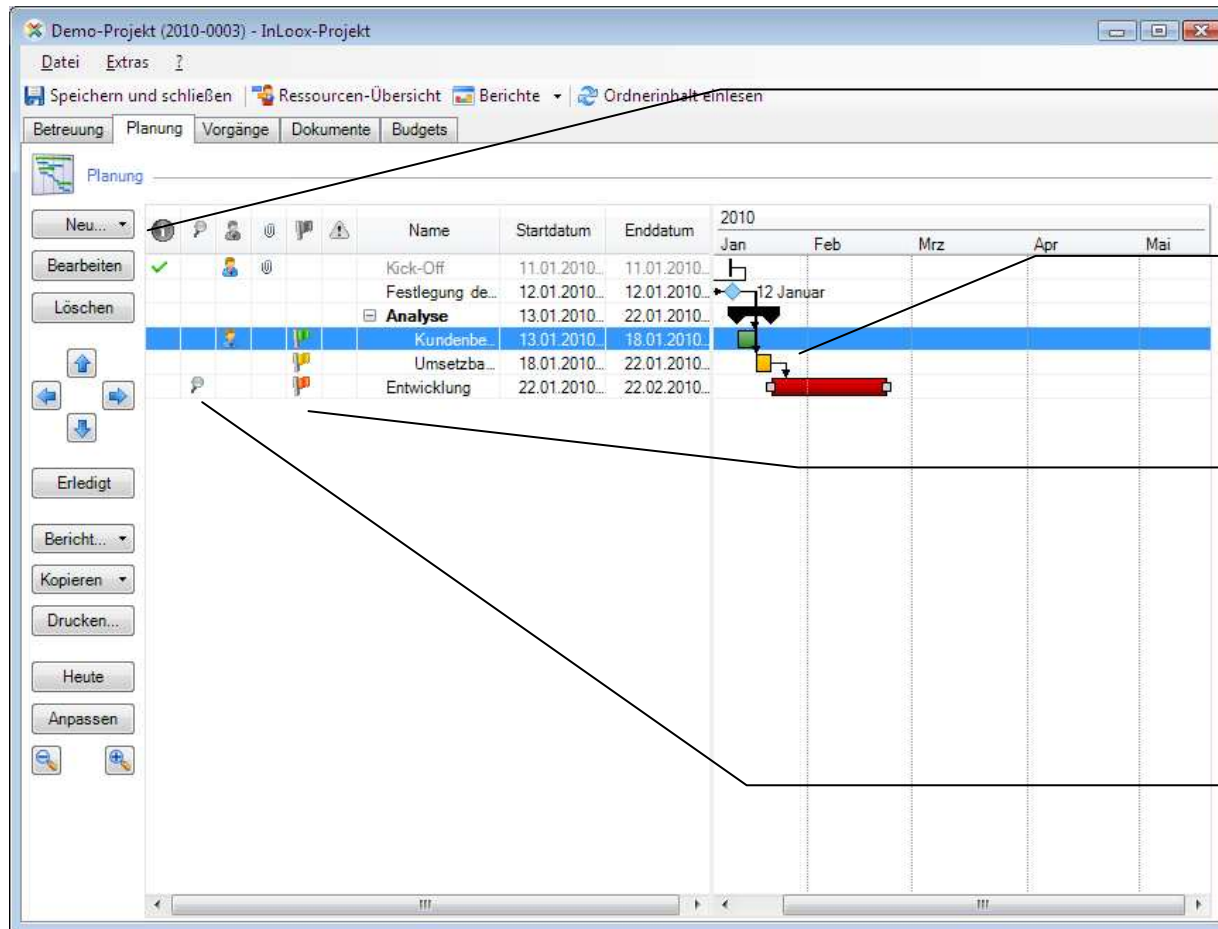 Demo-Projekt (2010-0003) - InLoox-Projekt
Datei Extras ?
Speichern und schließen Ressourcen-Übersicht Berichte Ordnerinhalt einlesen
Betreuung Planung Vorgänge Dokumente Budgets
Planung
Neu...
Bearbeiten
Löschen
Erledigt
Bericht...
Kopieren
Drucken...
Heute
Anpassen
Name Startdatum Enddatum
Kick-Off 11.01.2010... 11.01.2010...
Festlegung de... 12.01.2010... 12.01.2010...
Analyse 13.01.2010... 22.01.2010...
Kundenbe... 13.01.2010... 18.01.2010...
Umsetzba... 18.01.2010... 22.01.2010...
Entwicklung 22.01.2010... 22.02.2010...
2010
Jan Feb Mrz Apr Mai
12 Januar